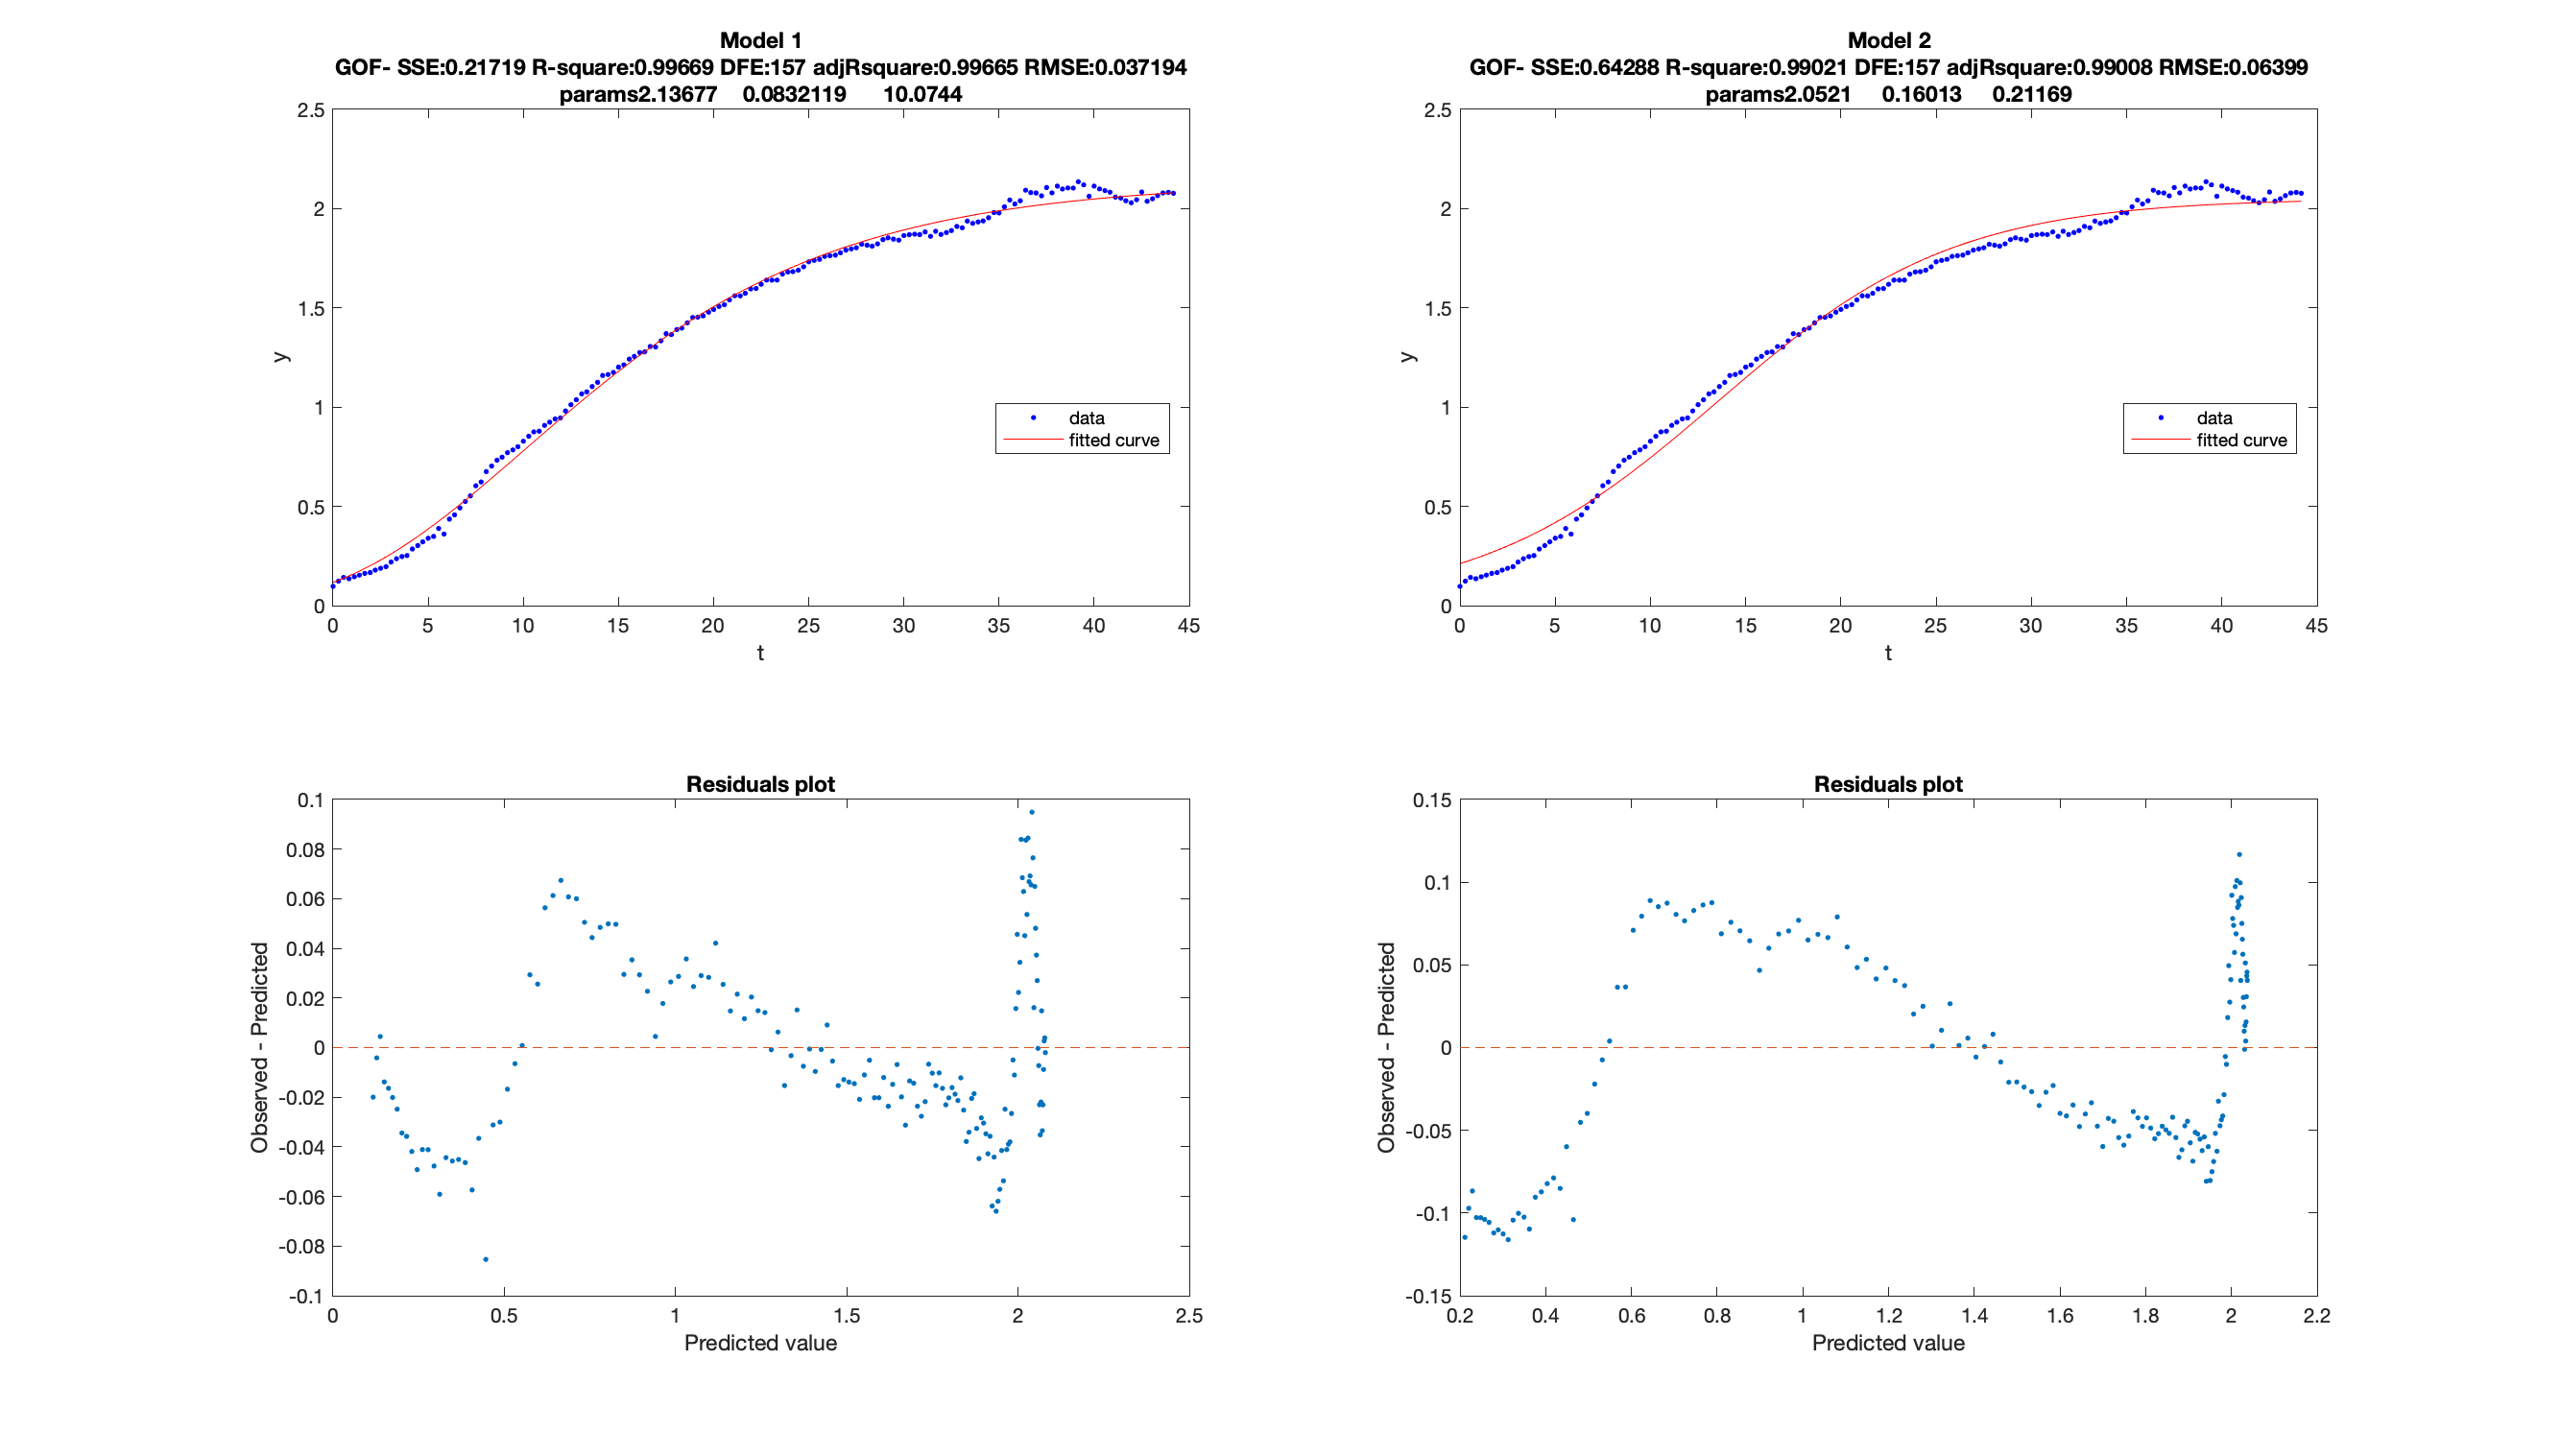 Model 1
GOF- SSE:0.21719 R-square:0.99669 DFE:157 adjRsquare:0.99665 RMSE:0.037194
params2.13677 0.0832119 10.0744
2.5
2
1.5
1
0.5
0
y
0 5 10 15 20 25 30 35 40 45
t
data
fitted curve
Model 2
GOF- SSE:0.64288 R-square:0.99021 DFE:157 adjRsquare:0.99008 RMSE:0.06399
params2.0521 0.16013 0.21169
2.5
2
1.5
1
0.5
0
y
0 5 10 15 20 25 30 35 40 45
t
data
fitted curve
Residuals plot
0.1
0.08
0.06
0.04
0.02
0
-0.02
-0.04
-0.06
-0.08
-0.1
Observed - Predicted
0 0.5 1 1.5 2 2.5
Predicted value
Residuals plot
0.15
0.1
0.05
0
-0.05
-0.1
-0.15
Observed - Predicted
0.2 0.4 0.6 0.8 1 1.2 1.4 1.6 1.8 2 2.2
Predicted value